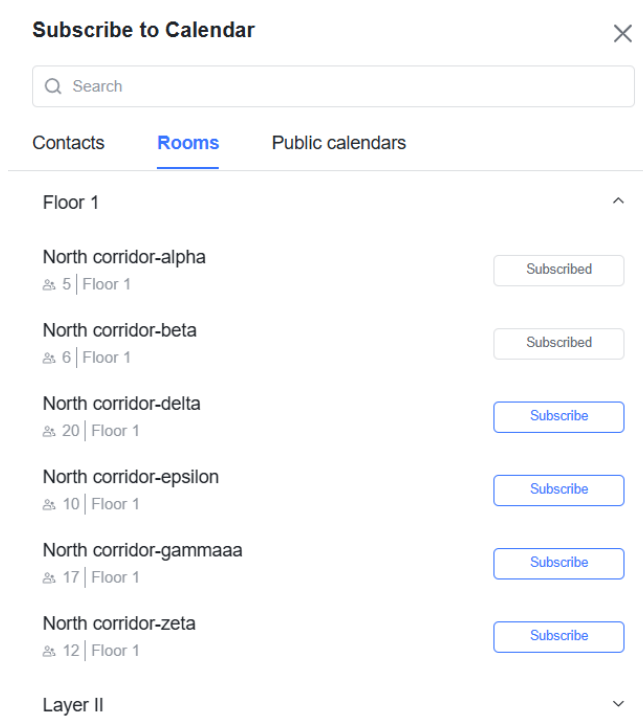 Subscribe to Calendar
Search
Contacts Rooms Public calendars
Floor 1
North corridor-alpha
5 | Floor 1
Subscribed
North corridor-beta
6 | Floor 1
Subscribed
North corridor-delta
20 | Floor 1
Subscribe
North corridor-epsilon
10 | Floor 1
Subscribe
North corridor-gammaaa
17 | Floor 1
Subscribe
North corridor-zeta
12 | Floor 1
Subscribe
Layer II